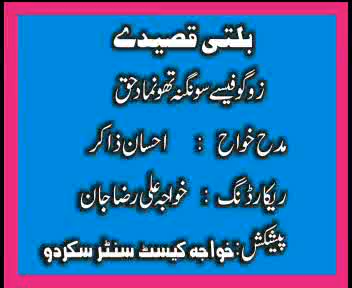 بلتی قصیدے
زوگو فیسے سونگنہ تھونماد حق
مدح خواح : احسان ذاکر
ریکارڈنگ : خواجہ علی رضا جان
پیشکش: خواجہ کیسٹ سنٹر سکردو